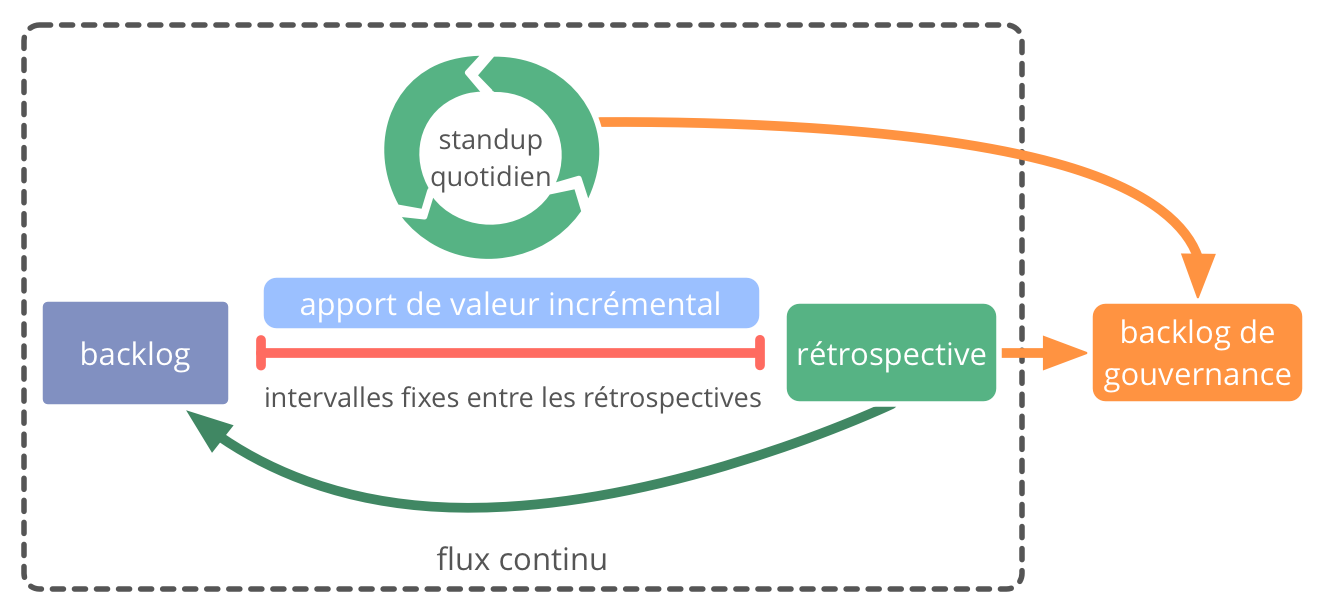 standup
quotidien
apport de valeur incrémental
backlog
intervalles fixes entre les rétrospectives
rétrospective
backlog de
gouvernance
flux continu